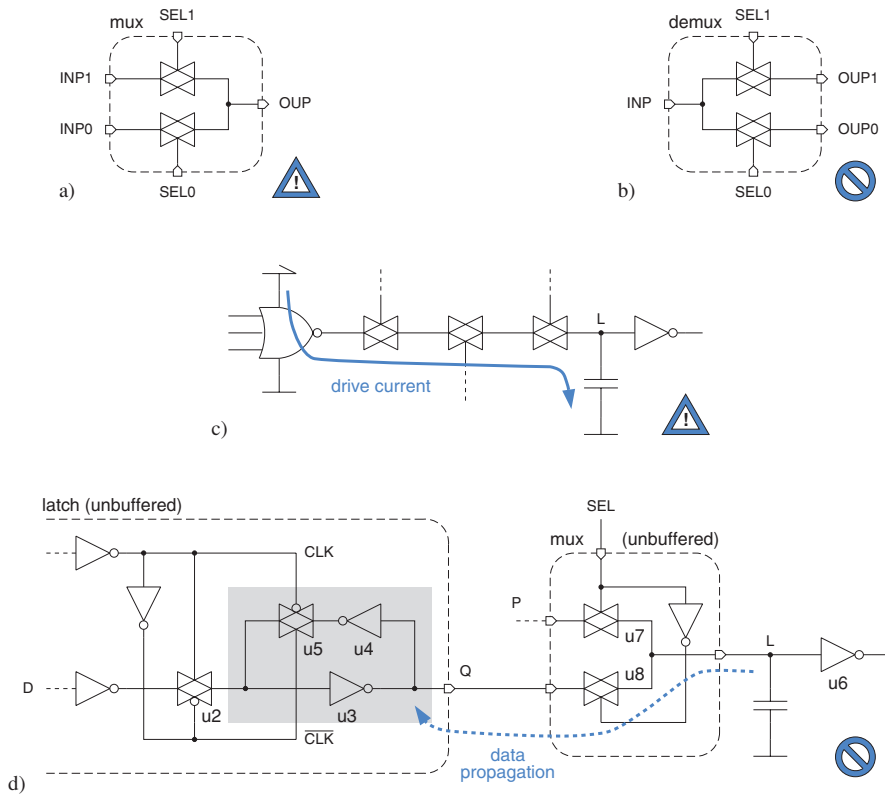 SEL1
mux
INP1
INP0
OUP
SEL0
!
a)
SEL1
demux
INP
OUP1
OUP0
SEL0
b)
L
drive current
c)
!
latch (unbuffered)
CLK
u5
u4
D
u2
u3
Q
CLK
SEL
mux (unbuffered)
P
u7
u8
L
u6
data
propagation
d)